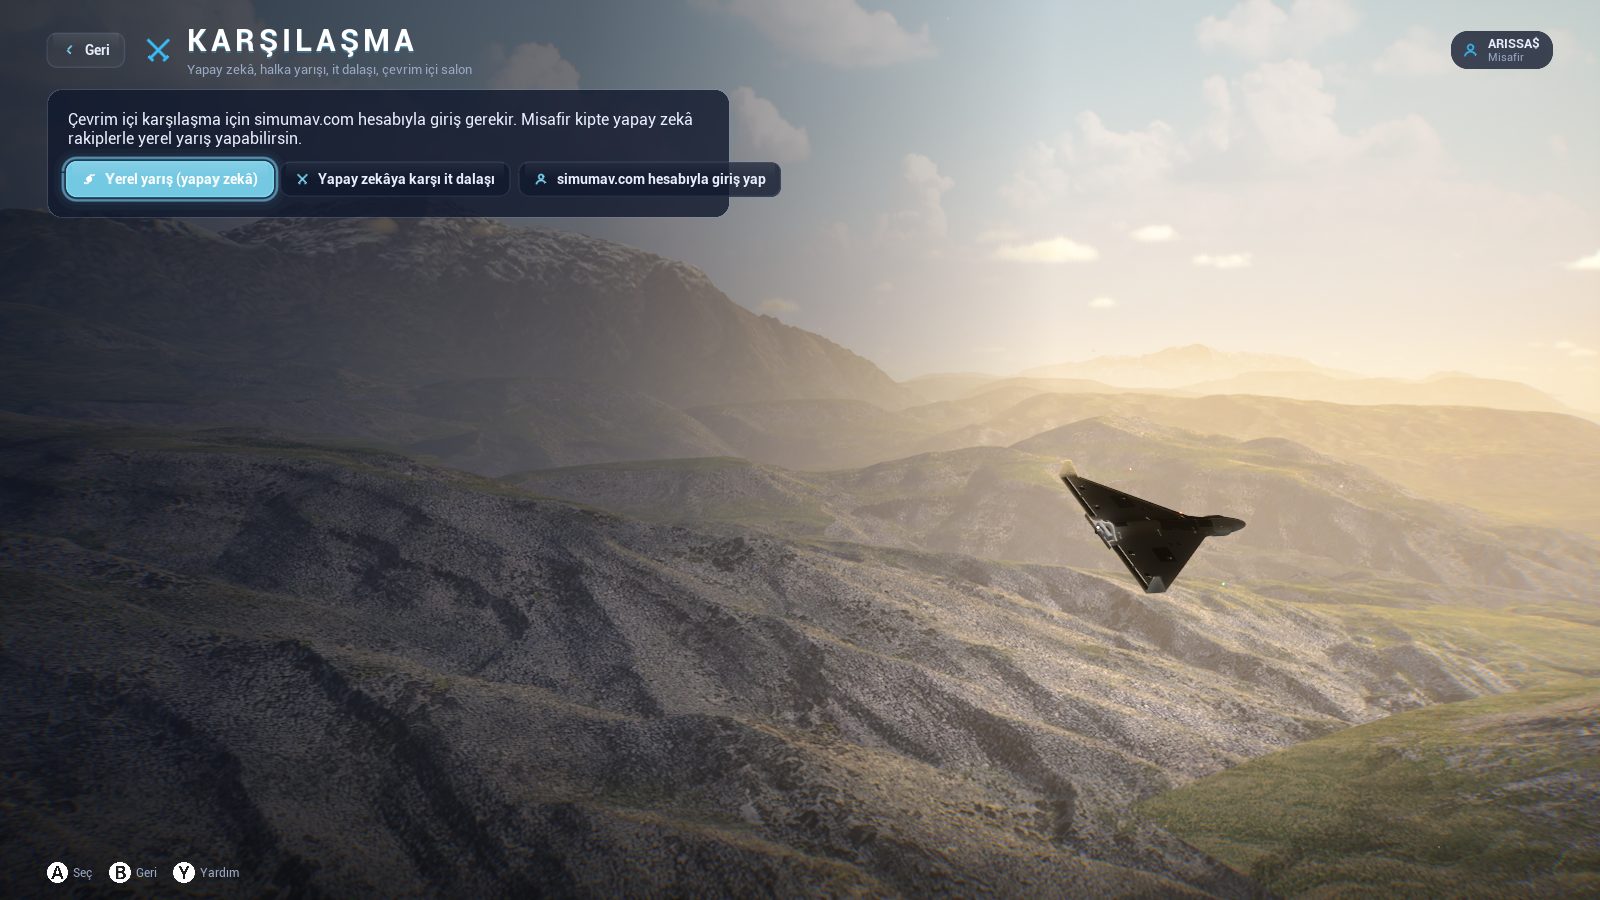 Geri
KARŞILAŞMA
Yapay zekâ, halka yarışı, it dalaşı, çevrim içi salon
ARISSA$
Misafir
Çevrim içi karşılaşma için simumav.com hesabıyla giriş gerekir. Misafir kipte yapay zekâ
rakiplerle yerel yarış yapabilirsin.
Yerel yarış (yapay zekâ)
Yapay zekâya karşı it dalaşı
simumav.com hesabıyla giriş yap
A Seç
B Geri
Y Yardım